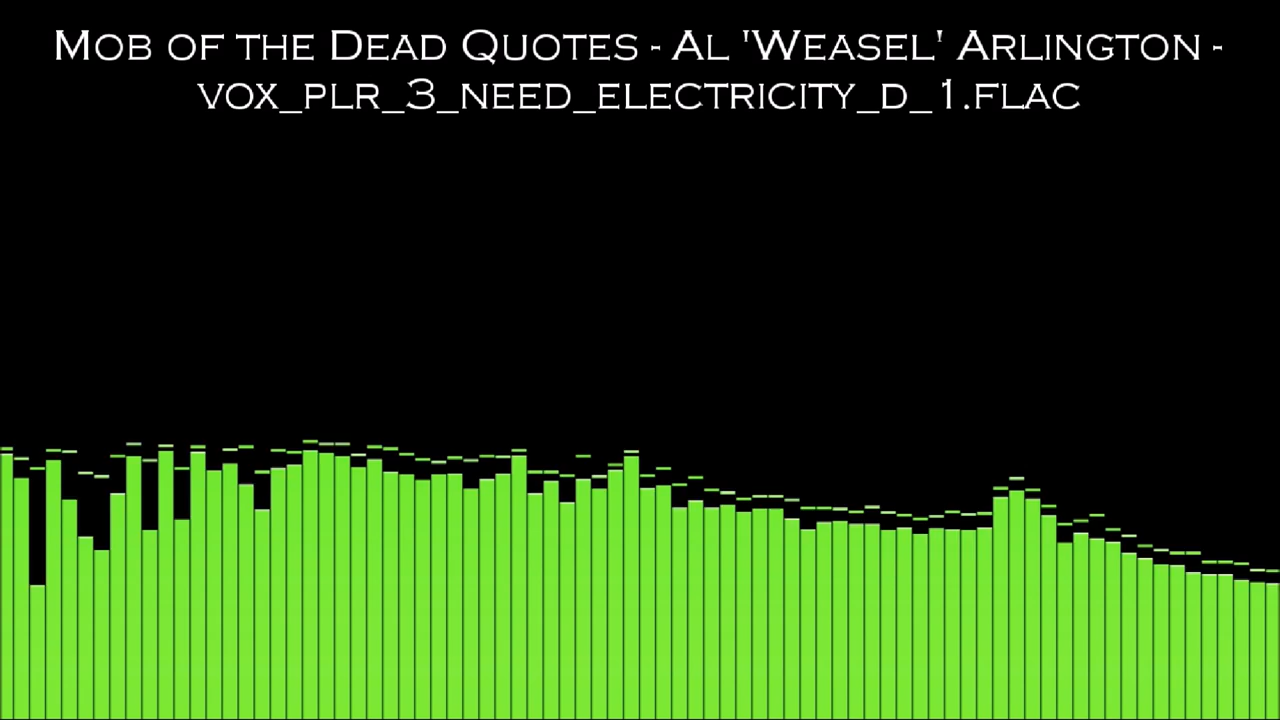 Mob of the Dead Quotes - Al 'Weasel' Arlington -
vox_plr_3_need_electricity_d_1.flac